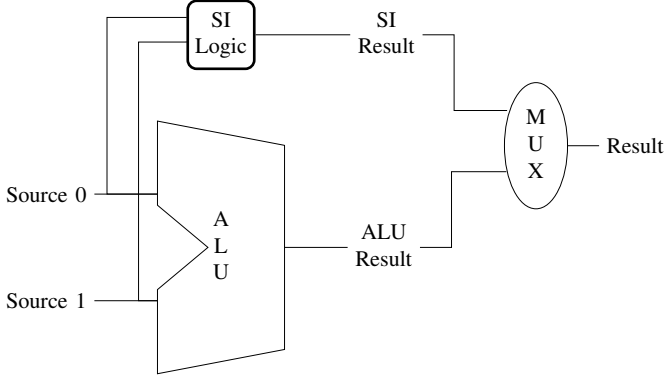 SI
Logic
SI
Result
M
U
X
Result
Source 0
A
L
U
ALU
Result
Source 1